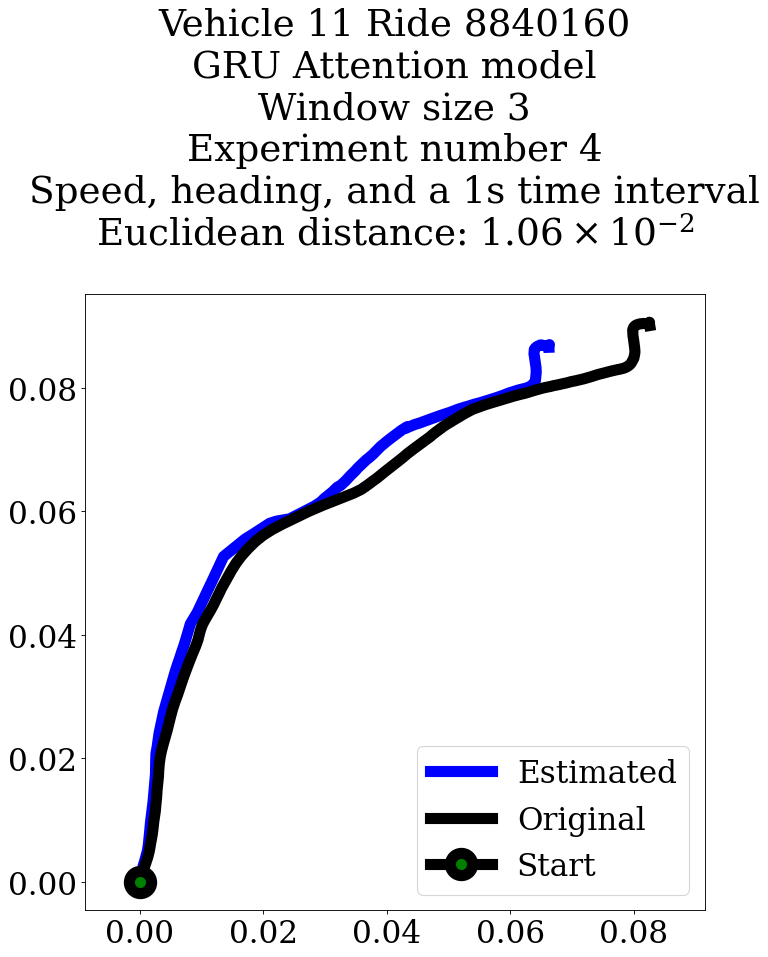 Vehicle 11 Ride 8840160
GRU Attention model
Window size 3
Experiment number 4
Speed, heading, and a 1s time interval
Euclidean distance: 1.06 × 10⁻²
0.08
0.06
0.04
0.02
0.00
Estimated
Original
Start
0.00 0.02 0.04 0.06 0.08